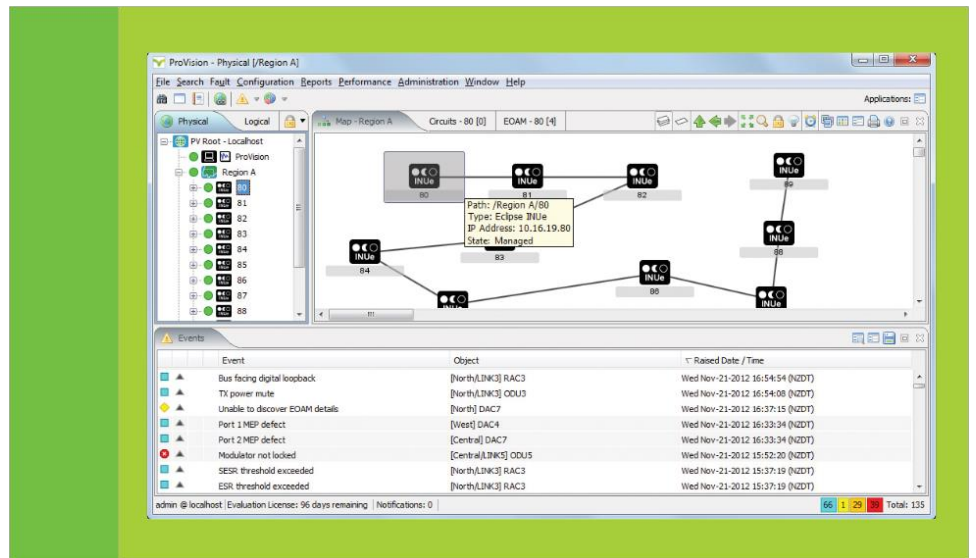 ProVision - Physical [/Region A]
File Search Fault Configuration Reports Performance Administration Window Help
Applications:
Physical Logical Map - Region A Circuits - 80 [0] EOAM - 80 [4]
PV Root - Localhost
ProVision
Region A
80
81
82
83
84
85
86
87
88
INUe
80
INUe
81
INUe
82
INUe
89
Path: /Region A/80
Type: Eclipse INUe
IP Address: 10.16.19.80
State: Managed
INUe
84
83
INUe
88
INUe
86
INUe
INUe
Events
Event Object Raised Date / Time
Bus facing digital loopback [North/LINK3] RAC3 Wed Nov-21-2012 16:54:54 (NZDT)
TX power mute [North/LINK3] ODU3 Wed Nov-21-2012 16:54:08 (NZDT)
Unable to discover EOAM details [North] DAC7 Wed Nov-21-2012 16:37:15 (NZDT)
Port 1 MEP defect [West] DAC4 Wed Nov-21-2012 16:33:34 (NZDT)
Port 2 MEP defect [Central] DAC7 Wed Nov-21-2012 16:33:34 (NZDT)
Modulator not locked [Central/LINK5] ODU5 Wed Nov-21-2012 15:52:20 (NZDT)
SESR threshold exceeded [North/LINK3] RAC3 Wed Nov-21-2012 15:37:19 (NZDT)
ESR threshold exceeded [North/LINK3] RAC3 Wed Nov-21-2012 15:37:19 (NZDT)
admin @ localhost Evaluation License: 96 days remaining Notifications: 0 66 1 29 39 Total: 135